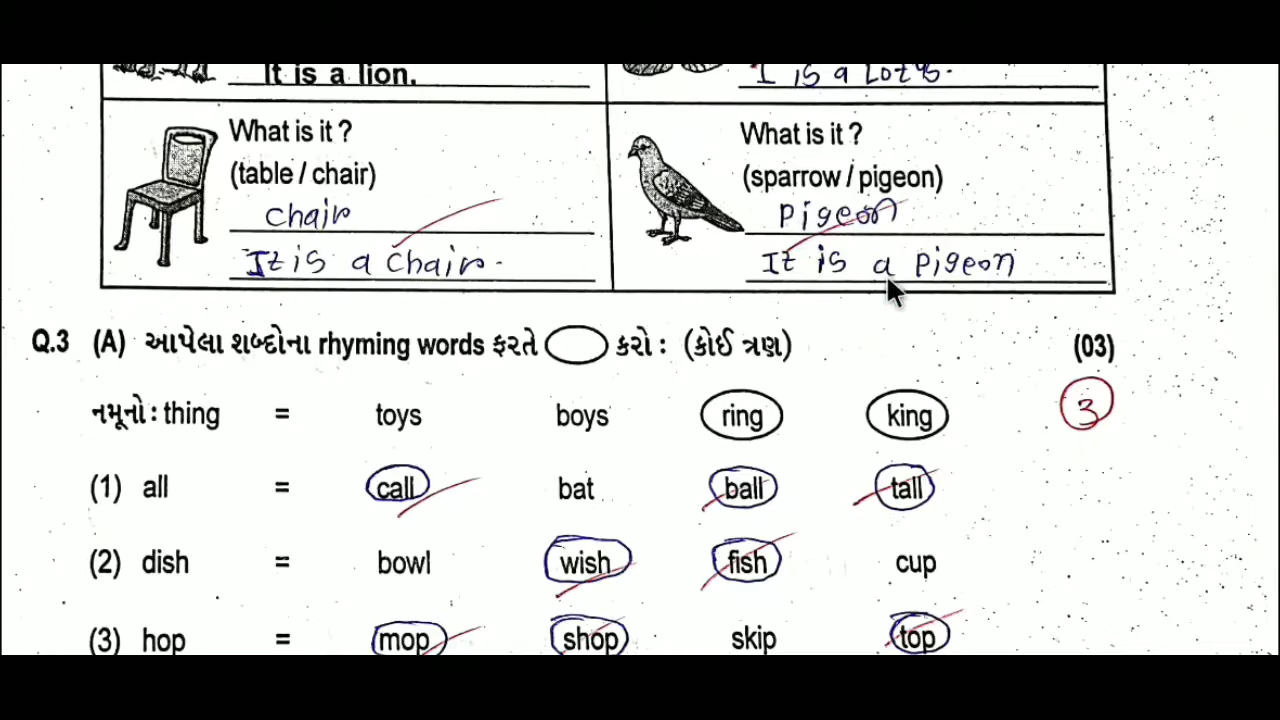 It is a lion.
I is a Lotus.
What is it ?
(table / chair)
chair
It is a chair.
What is it ?
(sparrow / pigeon)
Pigeon
It is a pigeon
Q.3 (A) આપેલા શબ્દોના rhyming words ફરતે કરો : (કોઈ ત્રણ) (03)
નમૂનો : thing = toys boys ring king
3
(1) all = call bat ball tall
(2) dish = bowl wish fish cup
(3) hop = mop shop skip top